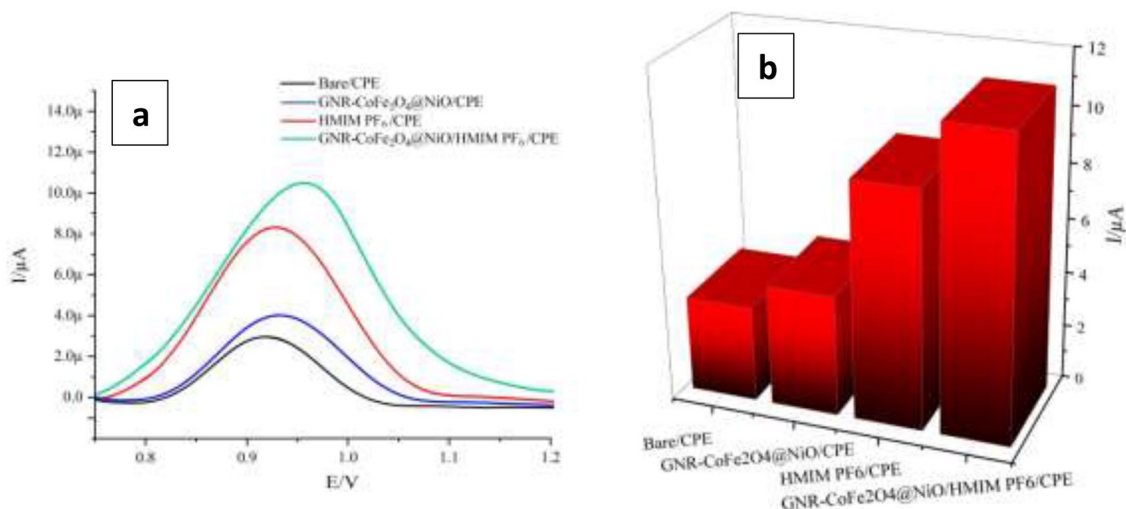 a
Bare/CPE
GNR-CoFe₂O₄@NiO/CPE
HMIM PF₆/CPE
GNR-CoFe₂O₄@NiO/HMIM PF₆/CPE
14.0μ
12.0μ
10.0μ
8.0μ
6.0μ
4.0μ
2.0μ
0.0
I/μA
0.8
0.9
1.0
1.1
1.2
E/V
b
12
10
8
6
4
2
0
I/μA
Bare/CPE
GNR-CoFe2O4@NiO/CPE
HMIM PF6/CPE
GNR-CoFe2O4@NiO/HMIM PF6/CPE